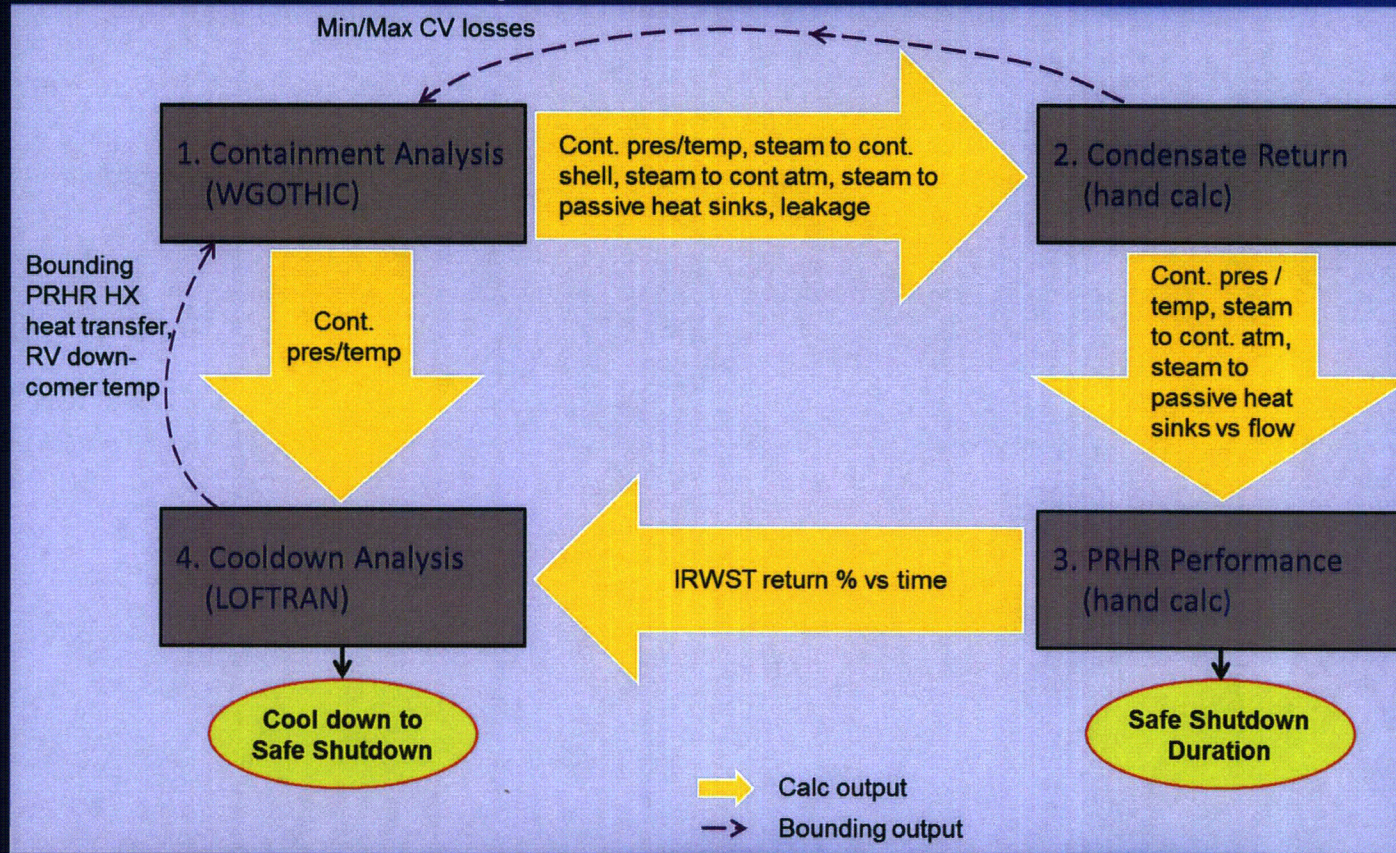 Min/Max CV losses
1. Containment Analysis
(WGOTHIC)
Cont. pres/temp, steam to cont.
shell, steam to cont atm, steam to
passive heat sinks, leakage
2. Condensate Return
(hand calc)
Bounding
PRHR HX
heat transfer,
RV down-
comer temp
Cont.
pres/temp
Cont. pres /
temp, steam
to cont. atm,
steam to
passive heat
sinks vs flow
4. Cooldown Analysis
(LOFTRAN)
IRWST return % vs time
3. PRHR Performance
(hand calc)
Cool down to
Safe Shutdown
Safe Shutdown
Duration
Calc output
Bounding output